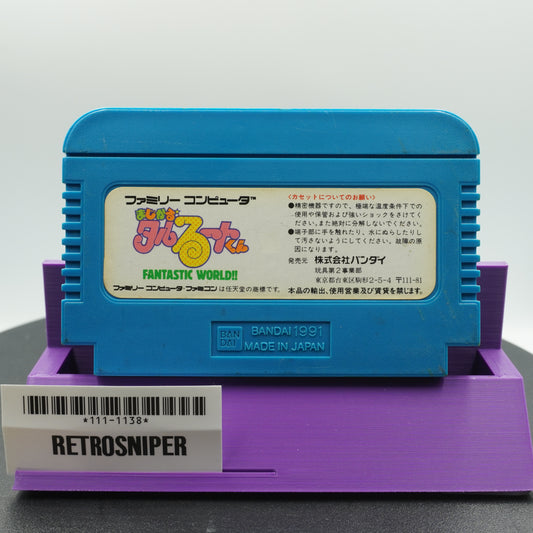 ファミリー コンピュータ™
まじかる
タルるートくん
FANTASTIC WORLD!!
ファミリー コンピュータ・ファミコンは任天堂の商標です。
〈カセットについてのお願い〉
●精密機器ですので、極端な温度条件下での
使用や保管および強いショックをさけてくだ
さい。また絶対に分解しないでください。
●端子部に手を触れたり、水にぬらしたりし
て汚さないようにしてください。故障の原
因になります。
発売元 株式会社バンダイ
玩具第2事業部
東京都台東区駒形2-5-4 〒111-81
本品の輸出、使用営業及び賃貸を禁じます。
BAN
DAI
BANDAI 1991
MADE IN JAPAN
*111-1138*
RETROSNIPER